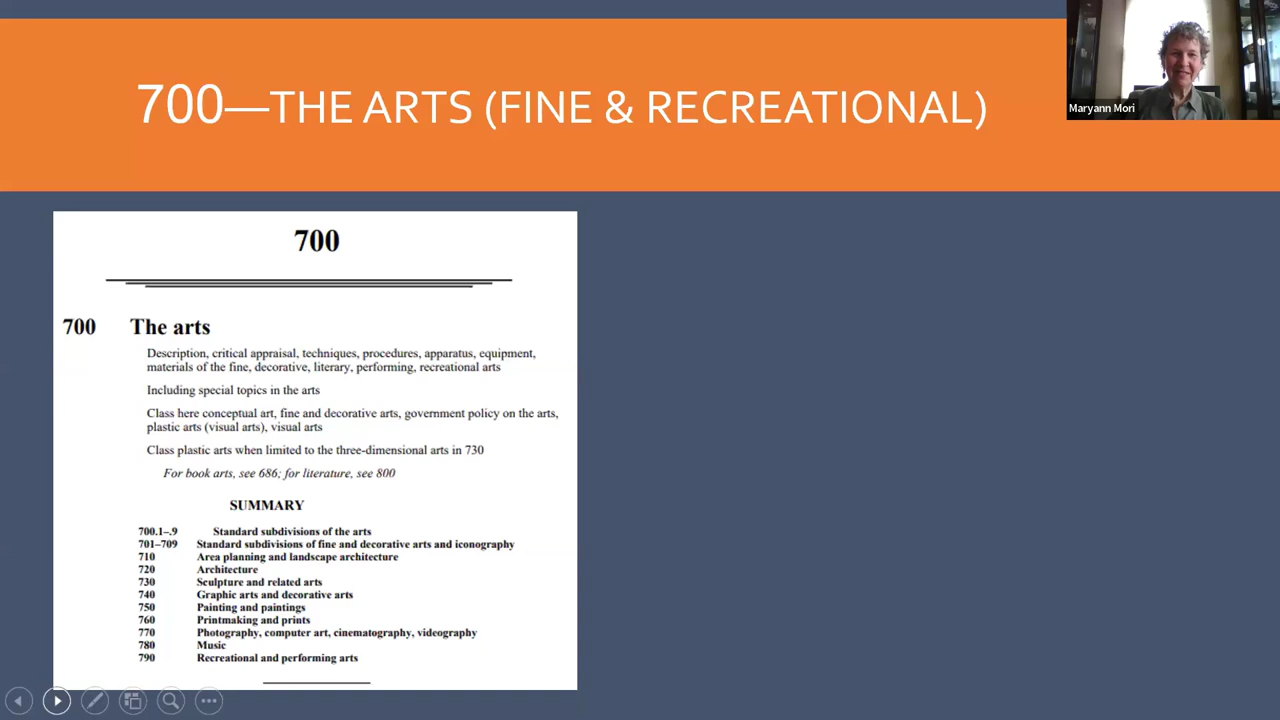 700—THE ARTS (FINE & RECREATIONAL)
Maryann Mori
700
700 The arts
Description, critical appraisal, techniques, procedures, apparatus, equipment,
materials of the fine, decorative, literary, performing, recreational arts
Including special topics in the arts
Class here conceptual art, fine and decorative arts, government policy on the arts,
plastic arts (visual arts), visual arts
Class plastic arts when limited to the three-dimensional arts in 730
For book arts, see 686; for literature, see 800
SUMMARY
700.1–.9 Standard subdivisions of the arts
701–709 Standard subdivisions of fine and decorative arts and iconography
710 Area planning and landscape architecture
720 Architecture
730 Sculpture and related arts
740 Graphic arts and decorative arts
750 Painting and paintings
760 Printmaking and prints
770 Photography, computer art, cinematography, videography
780 Music
790 Recreational and performing arts